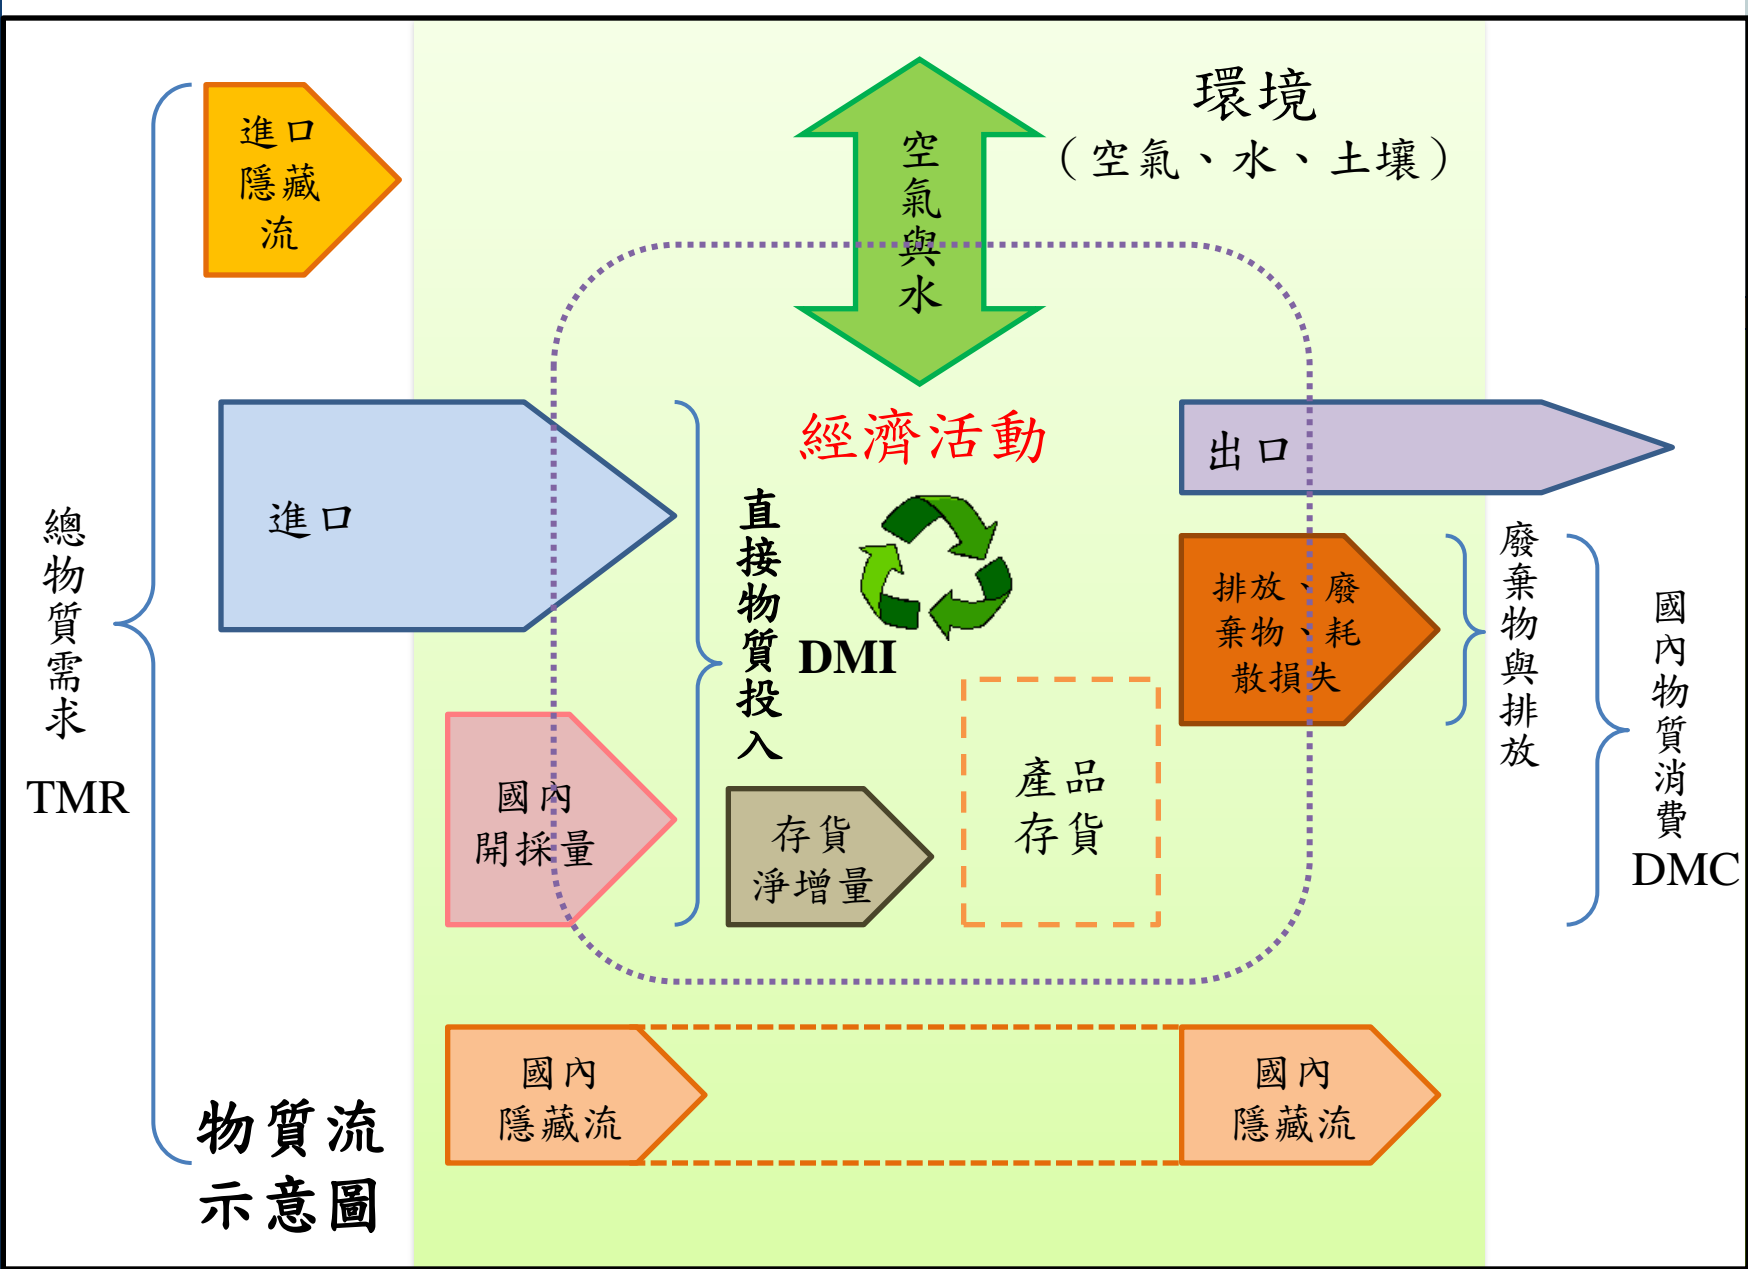 環境
（空氣、水、土壤）
空氣與水
進口
隱藏
流
進口
經濟活動
出口
直接物質投入
DMI
總物質需求
TMR
排放、廢
棄物、耗
散損失
廢棄物與排放
國內物質消費
DMC
國內
開採量
存貨
淨增量
產品
存貨
國內
隱藏流
國內
隱藏流
物質流
示意圖